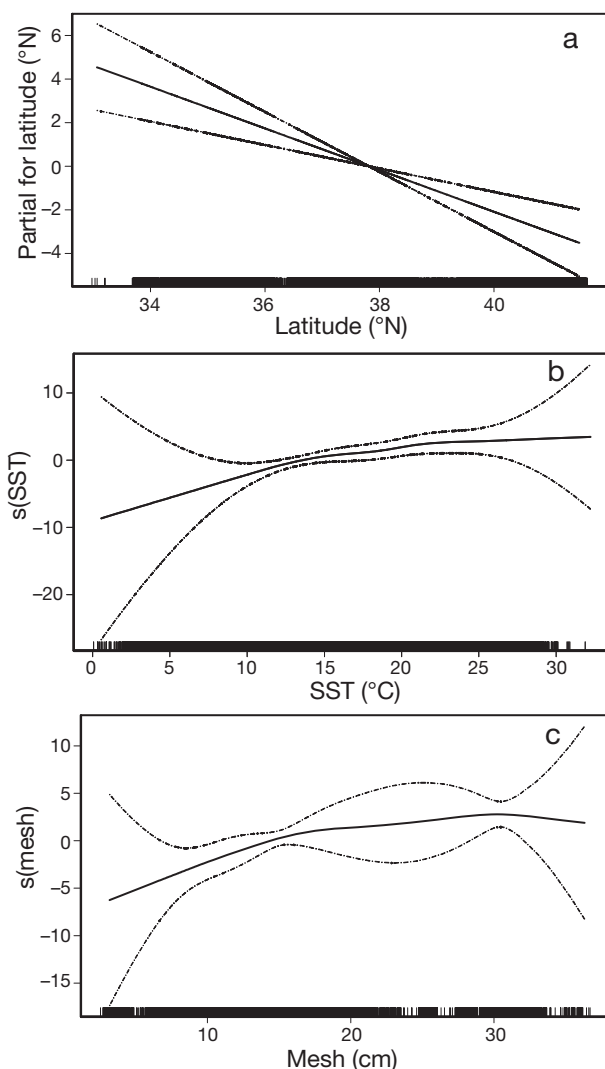 a
Partial for latitude (°N)
6
4
2
0
−2
−4
34 36 38 40
Latitude (°N)
b
s(SST)
10
0
−10
−20
0 5 10 15 20 25 30
SST (°C)
c
s(mesh)
10
5
0
−5
−10
−15
10 20 30
Mesh (cm)